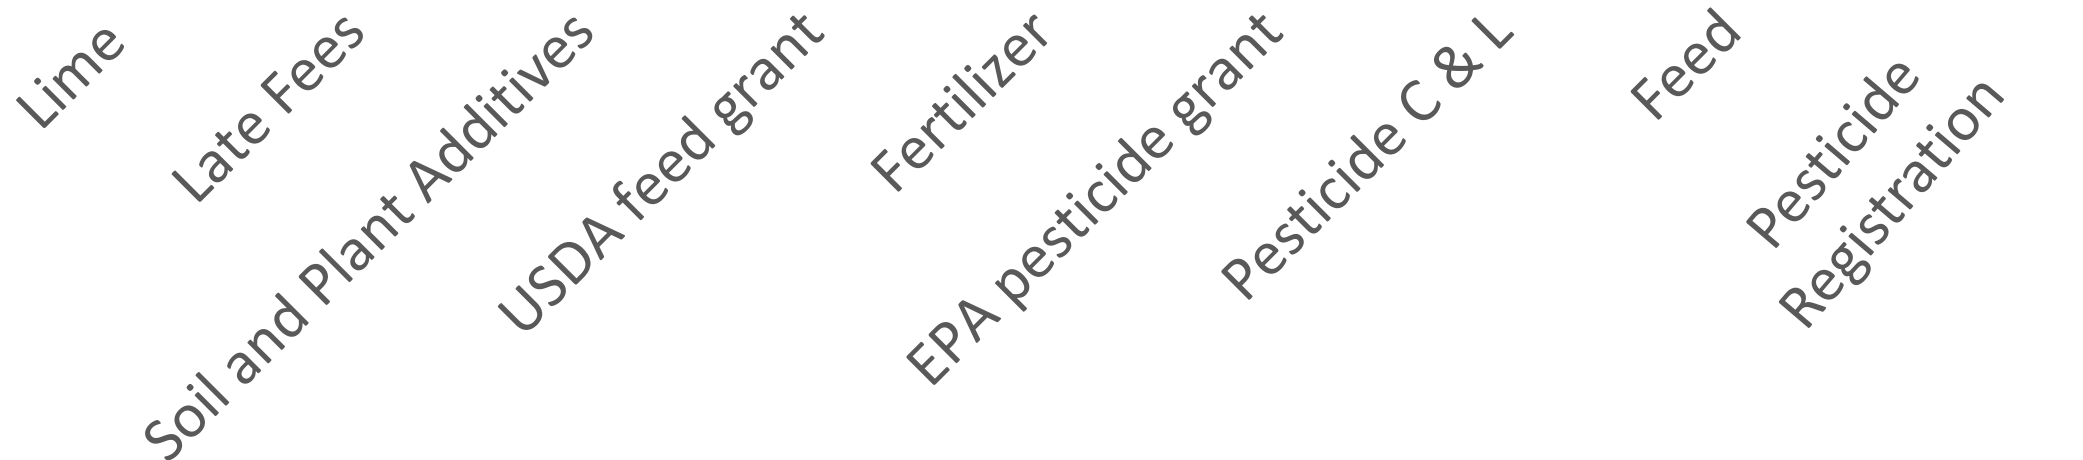 Lime
Late Fees
Soil and Plant Additives
USDA feed grant
Fertilizer
EPA pesticide grant
Pesticide C & L
Feed
Pesticide
Registration